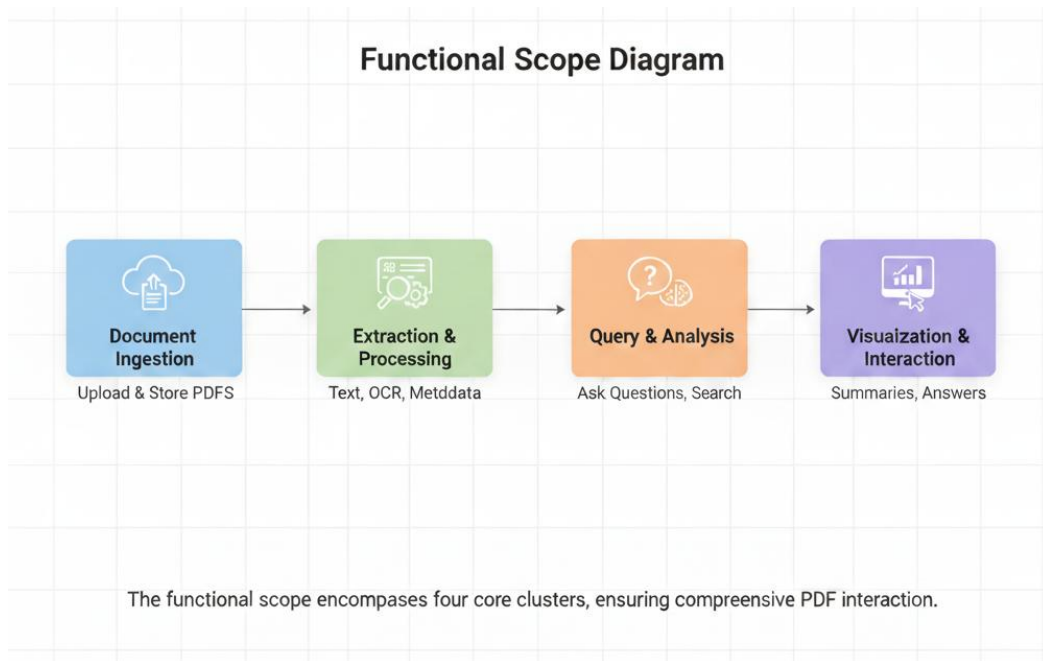 Functional Scope Diagram
Document
Ingestion
Upload & Store PDFS
Extraction &
Processing
Text, OCR, Metddata
Query & Analysis
Ask Questions, Search
Visuaization &
Interaction
Summaries, Answers
The functional scope encompases four core clusters, ensuring compreensive PDF interaction.